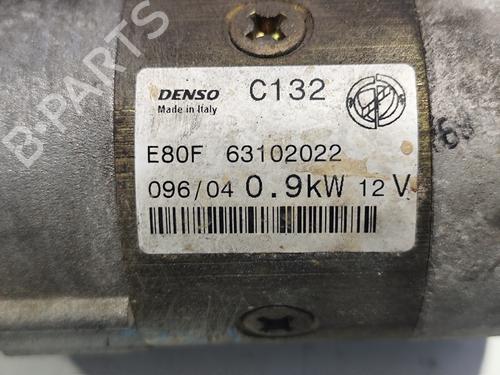 DENSO C132
Made in Italy
E80F 63102022
096/04 0.9kW 12 V
B-PARTS